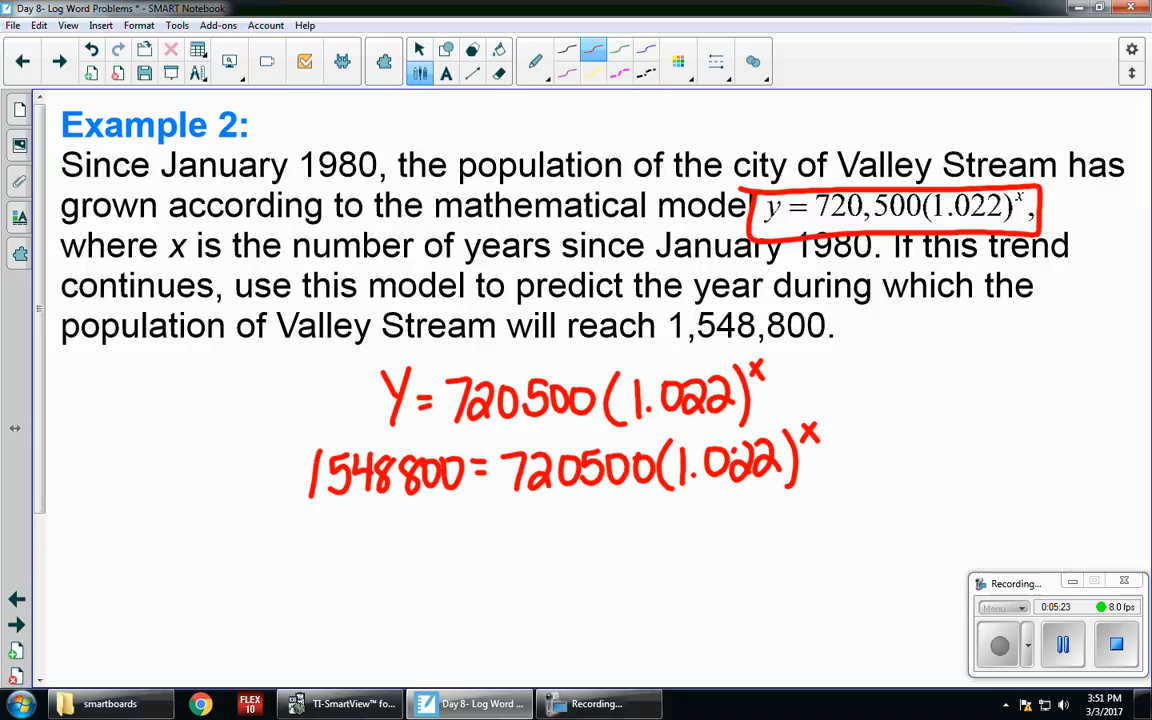 Day 8- Log Word Problems * - SMART Notebook
File Edit View Insert Format Tools Add-ons Account Help
Example 2:
Since January 1980, the population of the city of Valley Stream has
grown according to the mathematical model y = 720,500(1.022)^x,
where x is the number of years since January 1980. If this trend
continues, use this model to predict the year during which the
population of Valley Stream will reach 1,548,800.
Y = 720500(1.022)^x
1548800 = 720500(1.022)^x
Recording...
Menu 0:05:23 8.0 fps
smartboards FLEX 10 TI-SmartView™ fo... Day 8- Log Word ... Recording... 3:51 PM
3/3/2017